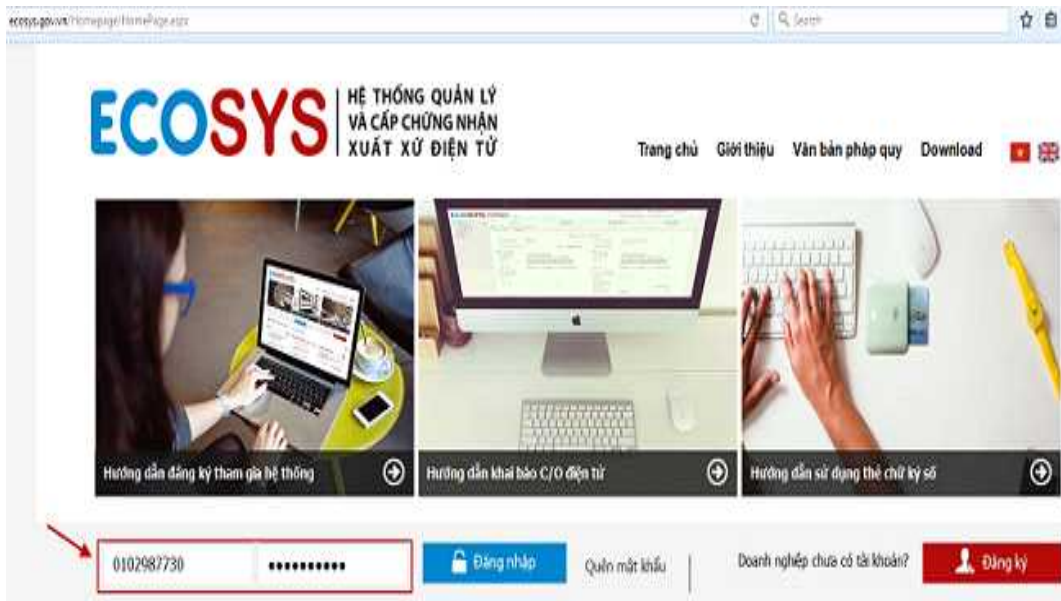 ecosys.gov.vn/Homepage/HomePage.aspx
Search
ECOSYS
HỆ THỐNG QUẢN LÝ
VÀ CẤP CHỨNG NHẬN
XUẤT XỨ ĐIỆN TỬ
Trang chủ Giới thiệu Văn bản pháp quy Download
Hướng dẫn đăng ký tham gia hệ thống
Hướng dẫn khai báo C/O điện tử
Hướng dẫn sử dụng thẻ chữ ký số
0102987730 •••••••••• Đăng nhập Quên mật khẩu Doanh nghiệp chưa có tài khoản? Đăng ký